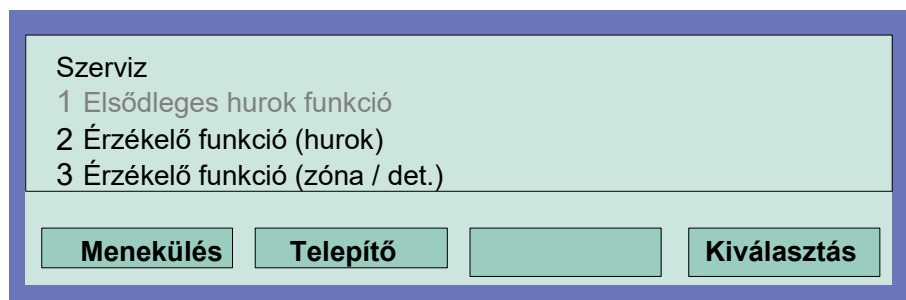 Szerviz
1 Elsődleges hurok funkció
2 Érzékelő funkció (hurok)
3 Érzékelő funkció (zóna / det.)
Menekülés Telepítő Kiválasztás